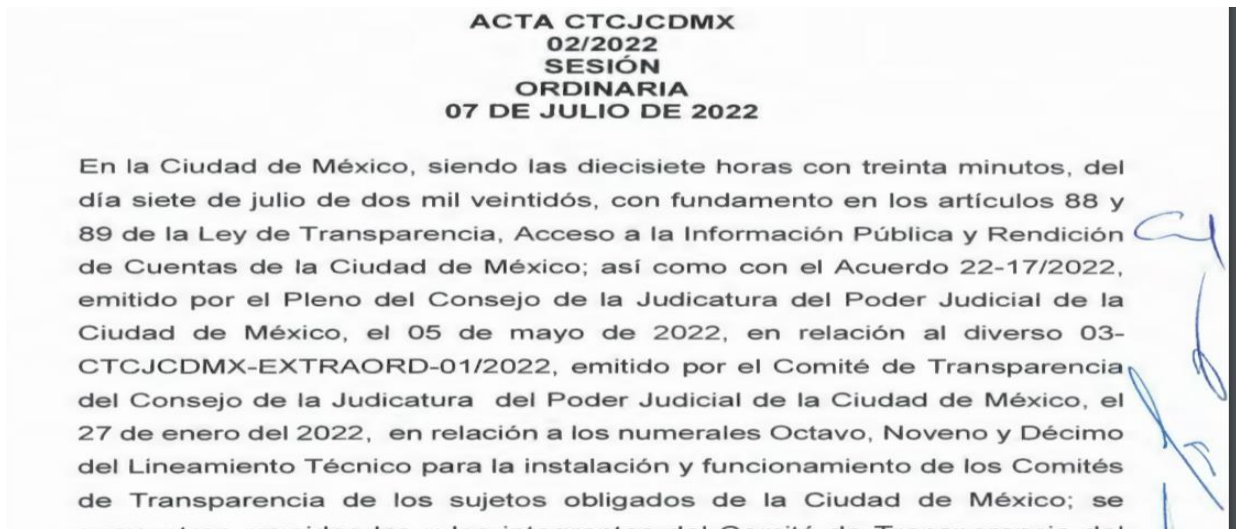 ACTA CTCJCDMX
02/2022
SESIÓN
ORDINARIA
07 DE JULIO DE 2022
En la Ciudad de México, siendo las diecisiete horas con treinta minutos, del
día siete de julio de dos mil veintidós, con fundamento en los artículos 88 y
89 de la Ley de Transparencia, Acceso a la Información Pública y Rendición
de Cuentas de la Ciudad de México; así como con el Acuerdo 22-17/2022,
emitido por el Pleno del Consejo de la Judicatura del Poder Judicial de la
Ciudad de México, el 05 de mayo de 2022, en relación al diverso 03-
CTCJCDMX-EXTRAORD-01/2022, emitido por el Comité de Transparencia
del Consejo de la Judicatura del Poder Judicial de la Ciudad de México, el
27 de enero del 2022, en relación a los numerales Octavo, Noveno y Décimo
del Lineamiento Técnico para la instalación y funcionamiento de los Comités
de Transparencia de los sujetos obligados de la Ciudad de México; se
integrantes del Comité de Transparencia del